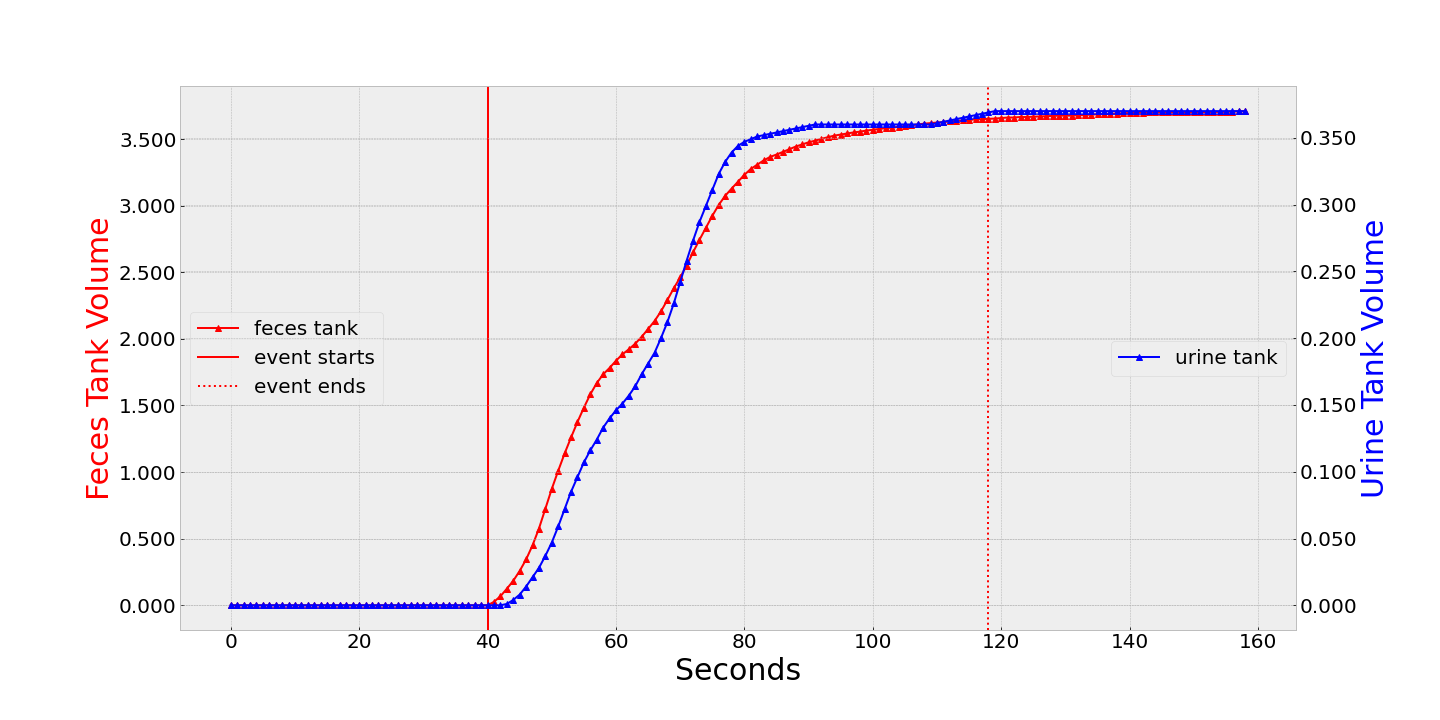 Feces Tank Volume
3.500
3.000
2.500
2.000
1.500
1.000
0.500
0.000
feces tank
event starts
event ends
urine tank
0.350
0.300
0.250
0.200
0.150
0.100
0.050
0.000
Urine Tank Volume
0 20 40 60 80 100 120 140 160
Seconds